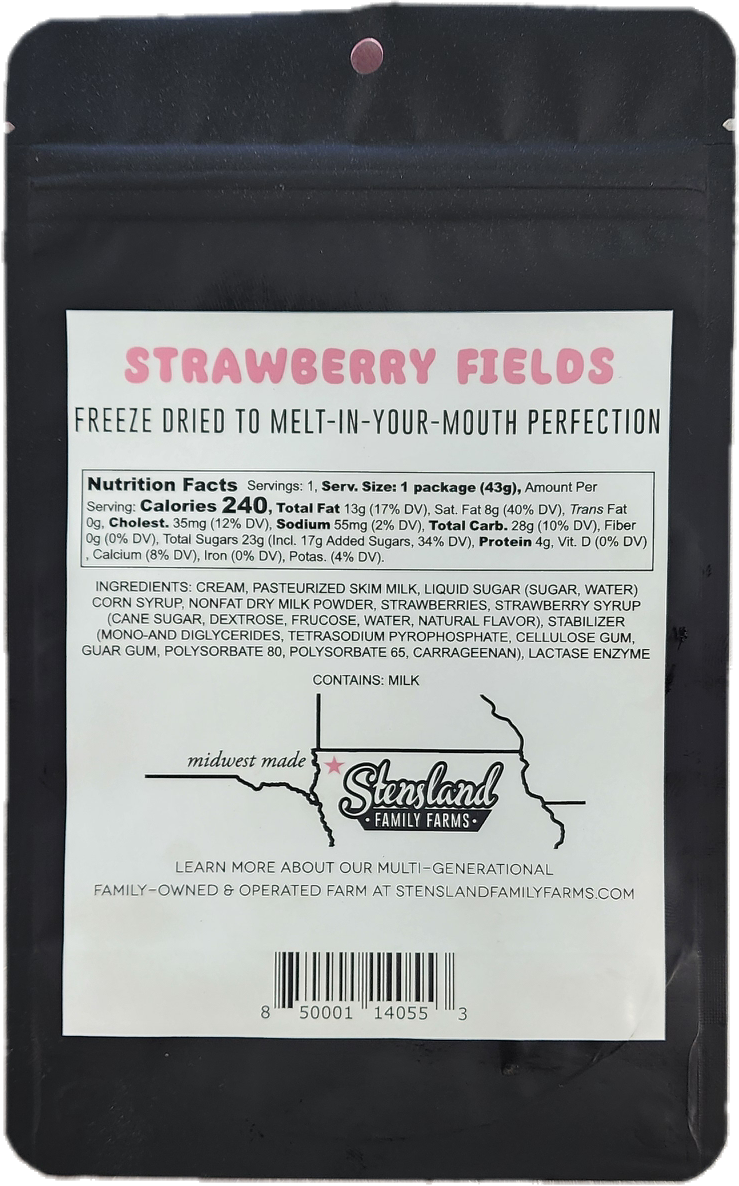 STRAWBERRY FIELDS
FREEZE DRIED TO MELT-IN-YOUR-MOUTH PERFECTION
Nutrition Facts Servings: 1, Serv. Size: 1 package (43g), Amount Per
Serving: Calories 240, Total Fat 13g (17% DV), Sat. Fat 8g (40% DV), Trans Fat
0g, Cholest. 35mg (12% DV), Sodium 55mg (2% DV), Total Carb. 28g (10% DV), Fiber
0g (0% DV), Total Sugars 23g (Incl. 17g Added Sugars, 34% DV), Protein 4g, Vit. D (0% DV)
, Calcium (8% DV), Iron (0% DV), Potas. (4% DV).
INGREDIENTS: CREAM, PASTEURIZED SKIM MILK, LIQUID SUGAR (SUGAR, WATER)
CORN SYRUP, NONFAT DRY MILK POWDER, STRAWBERRIES, STRAWBERRY SYRUP
(CANE SUGAR, DEXTROSE, FRUCOSE, WATER, NATURAL FLAVOR), STABILIZER
(MONO-AND DIGLYCERIDES, TETRASODIUM PYROPHOSPHATE, CELLULOSE GUM,
GUAR GUM, POLYSORBATE 80, POLYSORBATE 65, CARRAGEENAN), LACTASE ENZYME
CONTAINS: MILK
midwest made
Stensland
FAMILY FARMS
LEARN MORE ABOUT OUR MULTI-GENERATIONAL
FAMILY-OWNED & OPERATED FARM AT STENSLANDFAMILYFARMS.COM
8 50001 14055 3